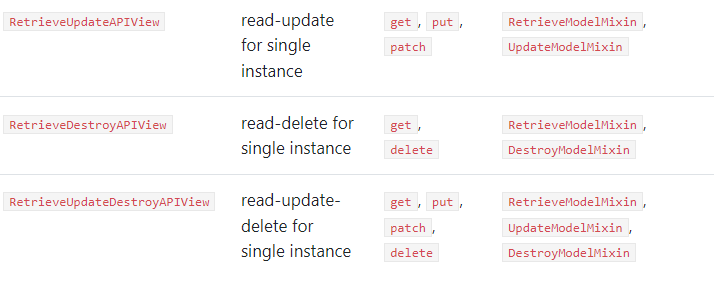 RetrieveUpdateAPIView read-update get, put, RetrieveModelMixin,
for single patch UpdateModelMixin
instance
RetrieveDestroyAPIView read-delete for get, RetrieveModelMixin,
single instance delete DestroyModelMixin
RetrieveUpdateDestroyAPIView read-update- get, put, RetrieveModelMixin,
delete for patch, UpdateModelMixin,
single instance delete DestroyModelMixin